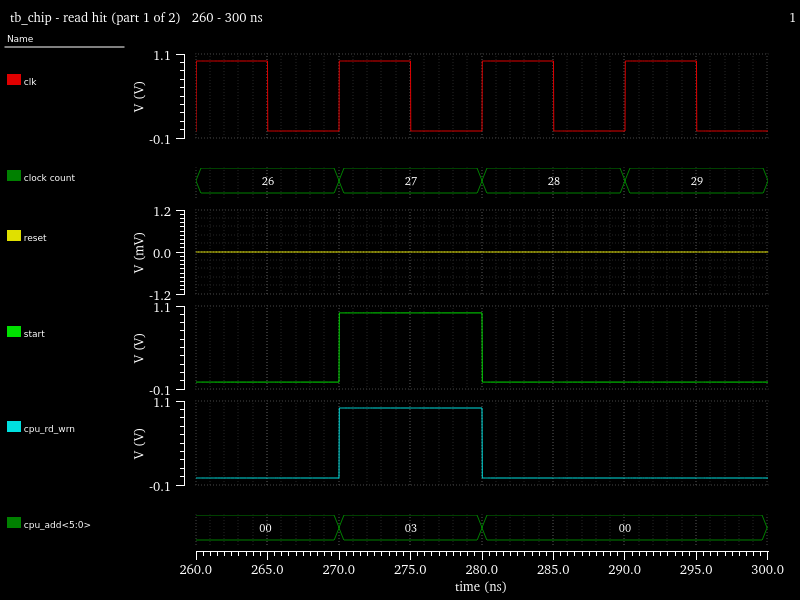 tb_chip - read hit (part 1 of 2) 260 - 300 ns 1
Name
clk
V (V)
1.1
-0.1
clock count
26 27 28 29
reset
V (mV)
1.2
0.0
-1.2
start
V (V)
1.1
-0.1
cpu_rd_wrn
V (V)
1.1
-0.1
cpu_add<5:0>
00 03 00
260.0 265.0 270.0 275.0 280.0 285.0 290.0 295.0 300.0
time (ns)